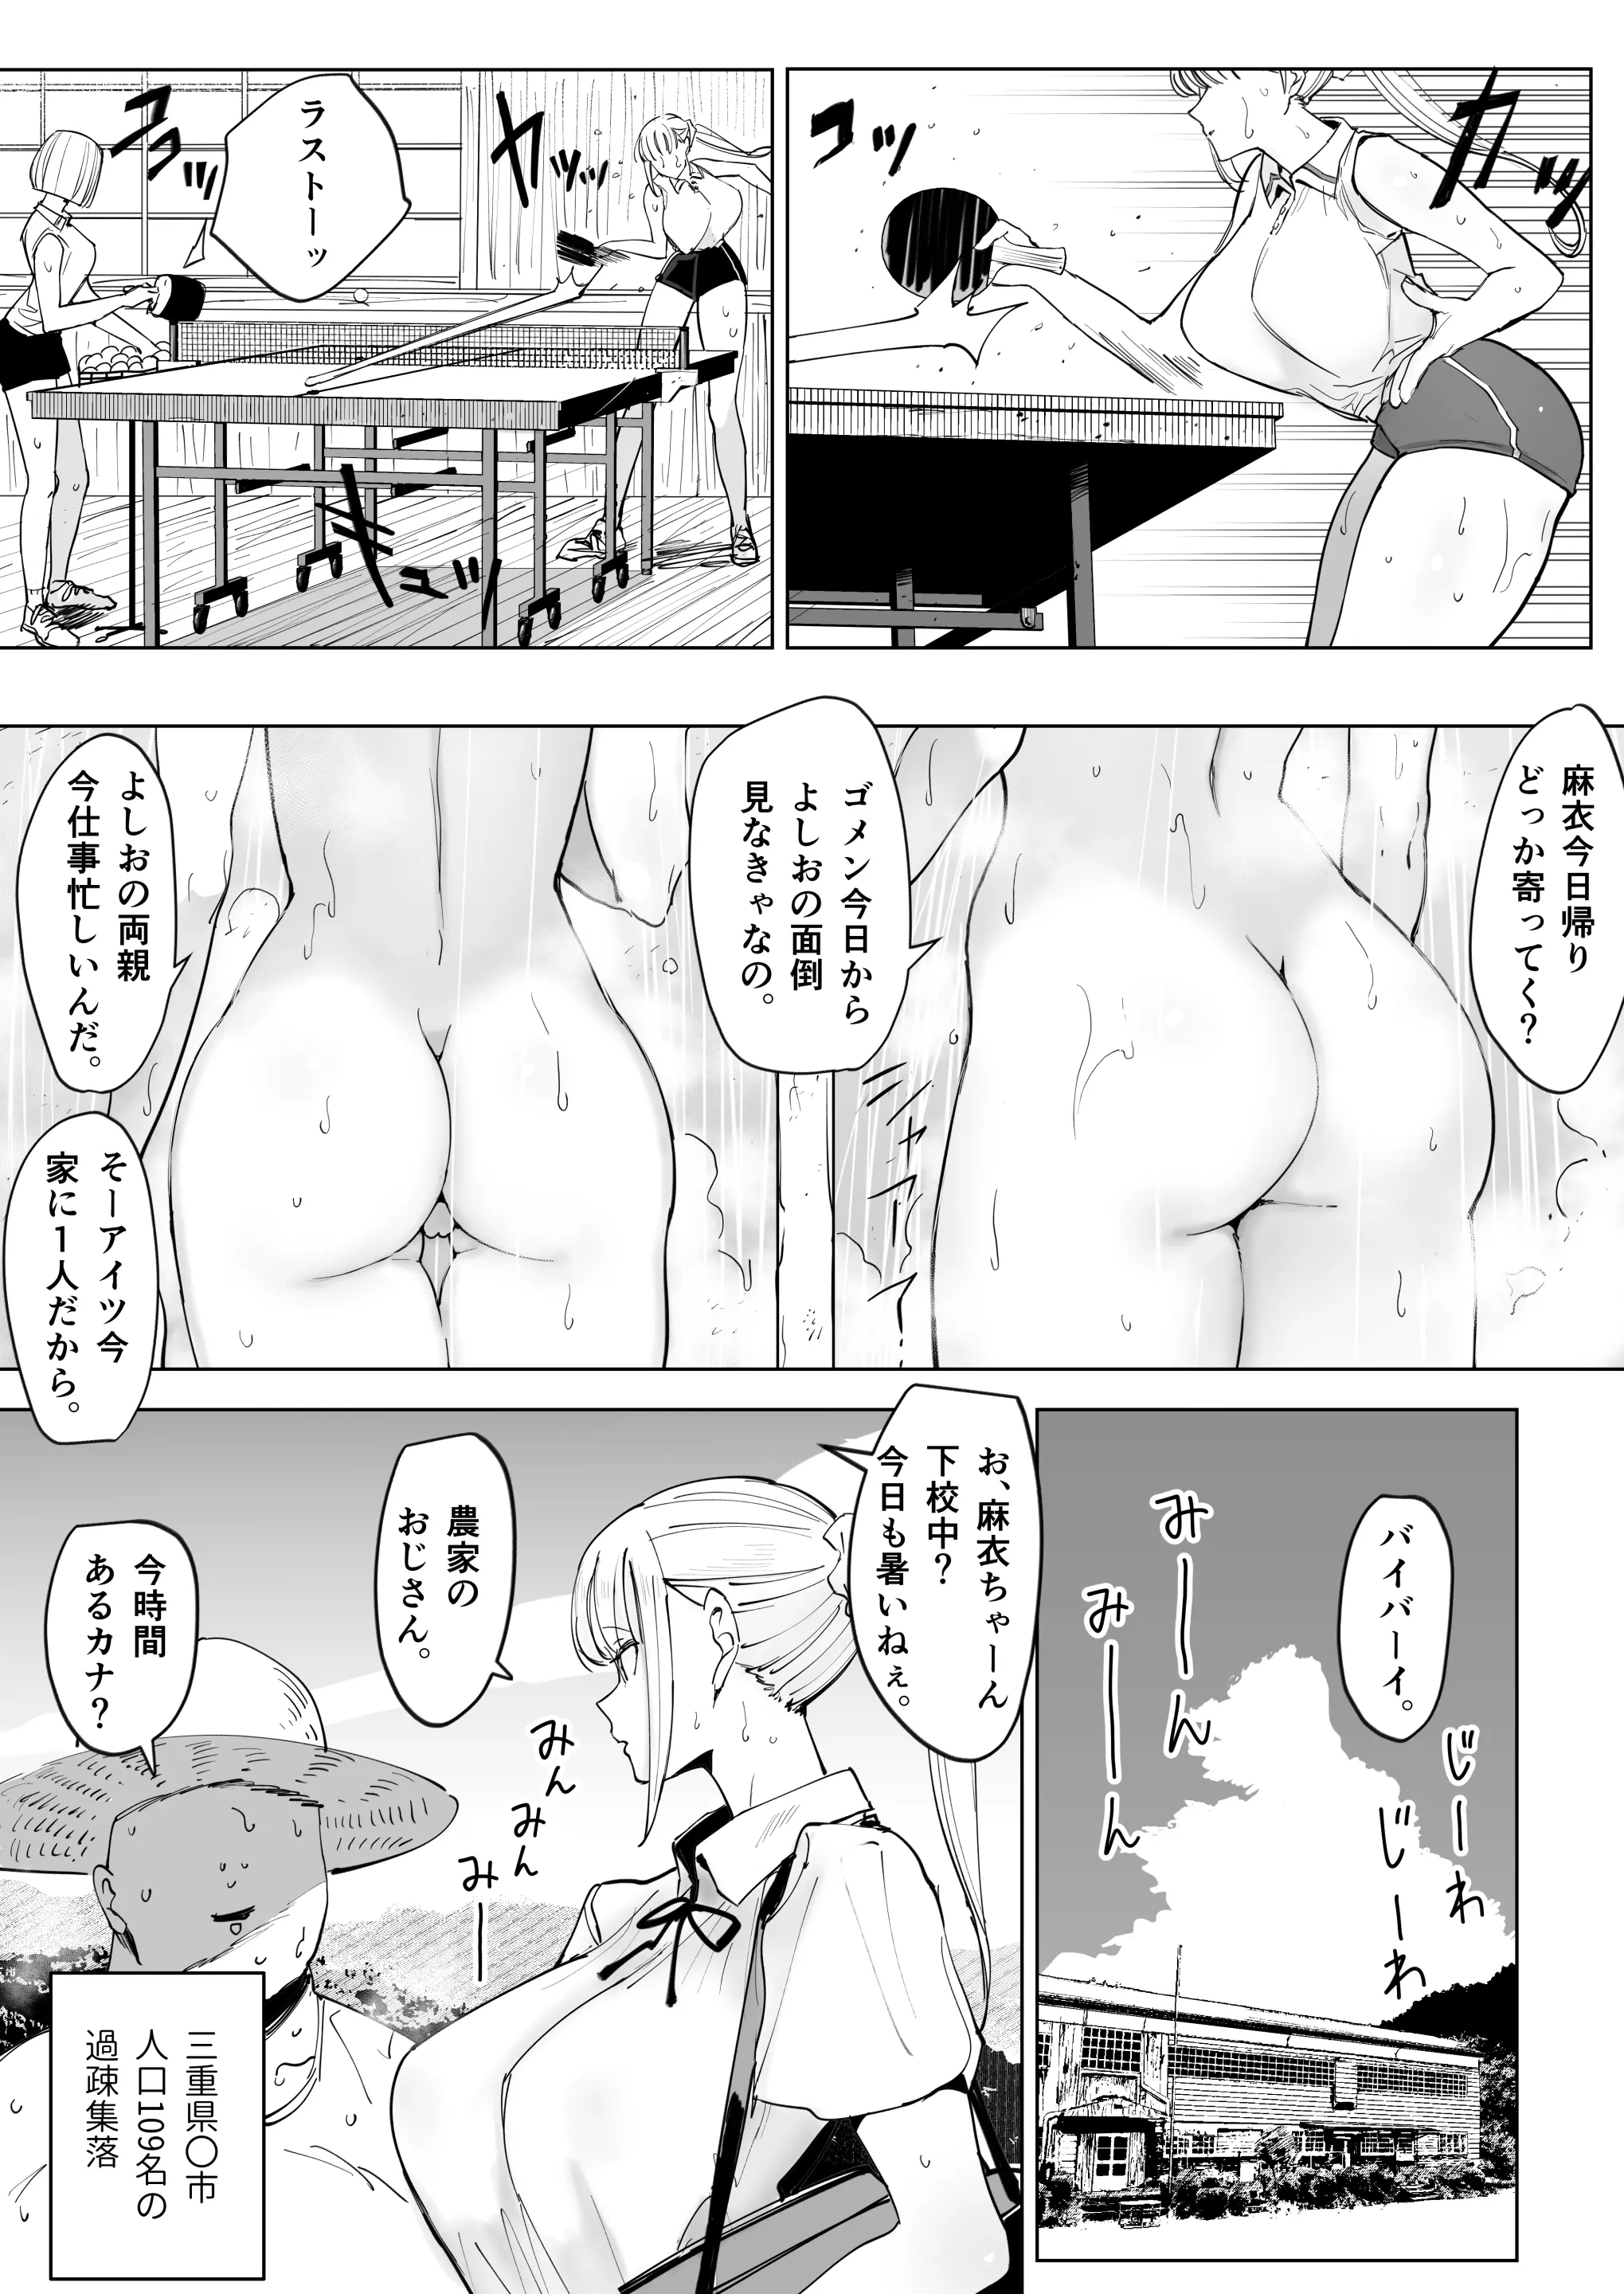 カッ
コッ
ラストーッ
カッッ
ココッ
キュッ
麻衣今日帰り
どっか寄ってく?
ゴメン今日から
よしおの面倒
見なきゃなの。
シャアアー
よしおの両親
今仕事忙しいんだ。
そーアイツ今
家に1人だから。
バイバーイ。
じーわ
じーわ
みーん
みーん
お、麻衣ちゃーん
下校中?
今日も暑いねぇ。
農家の
おじさん。
みん
みん
みー
今時間
あるカナ?
三重県〇市
人口109名の
過疎集落